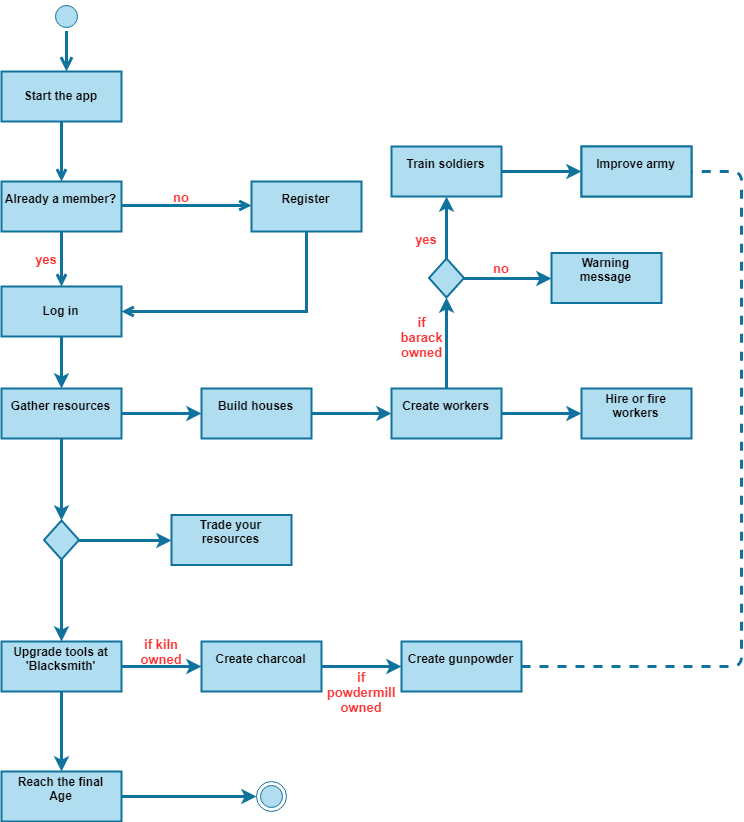 Start the app
Already a member?
no
Register
yes
Log in
Train soldiers
Improve army
yes
no
Warning
message
if
barack
owned
Gather resources
Build houses
Create workers
Hire or fire
workers
Trade your
resources
Upgrade tools at
'Blacksmith'
if kiln
owned
Create charcoal
if
powdermill
owned
Create gunpowder
Reach the final
Age